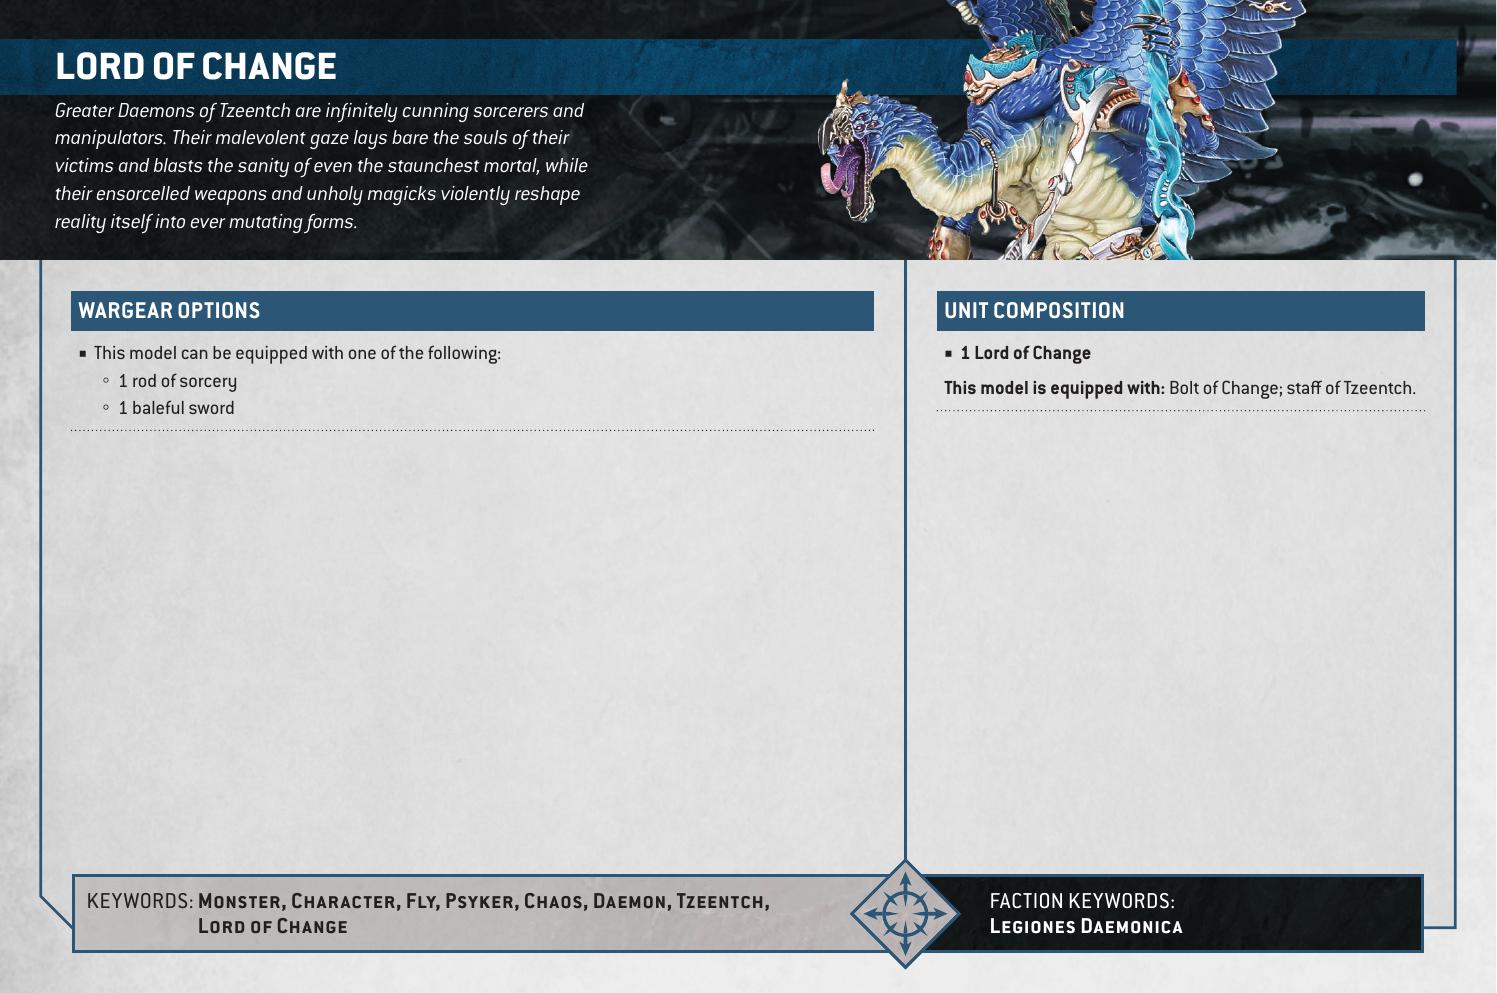 LORD OF CHANGE
Greater Daemons of Tzeentch are infinitely cunning sorcerers and
manipulators. Their malevolent gaze lays bare the souls of their
victims and blasts the sanity of even the staunchest mortal, while
their ensorcelled weapons and unholy magicks violently reshape
reality itself into ever mutating forms.
WARGEAR OPTIONS
▪ This model can be equipped with one of the following:
◦ 1 rod of sorcery
◦ 1 baleful sword
UNIT COMPOSITION
▪ 1 Lord of Change
This model is equipped with: Bolt of Change; staff of Tzeentch.
KEYWORDS: Monster, Character, Fly, Psyker, Chaos, Daemon, Tzeentch,
Lord of Change
FACTION KEYWORDS:
Legiones Daemonica